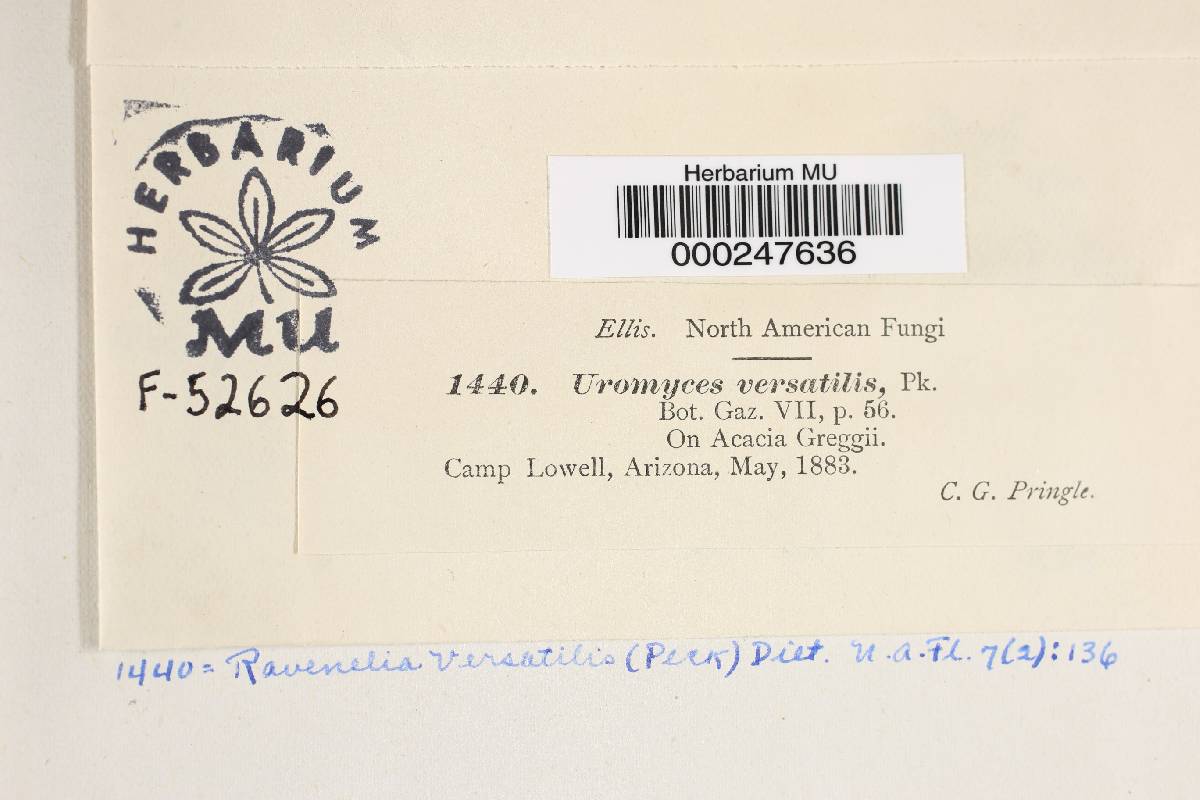 HERBARIUM
MU
F-52626
Herbarium MU
000247636
Ellis. North American Fungi
1440. Uromyces versatilis, Pk.
Bot. Gaz. VII, p. 56.
On Acacia Greggii.
Camp Lowell, Arizona, May, 1883.
C. G. Pringle.
1440 = Ravenelia versatilis (Peck) Diet. N.A.Fl. 7(2):136